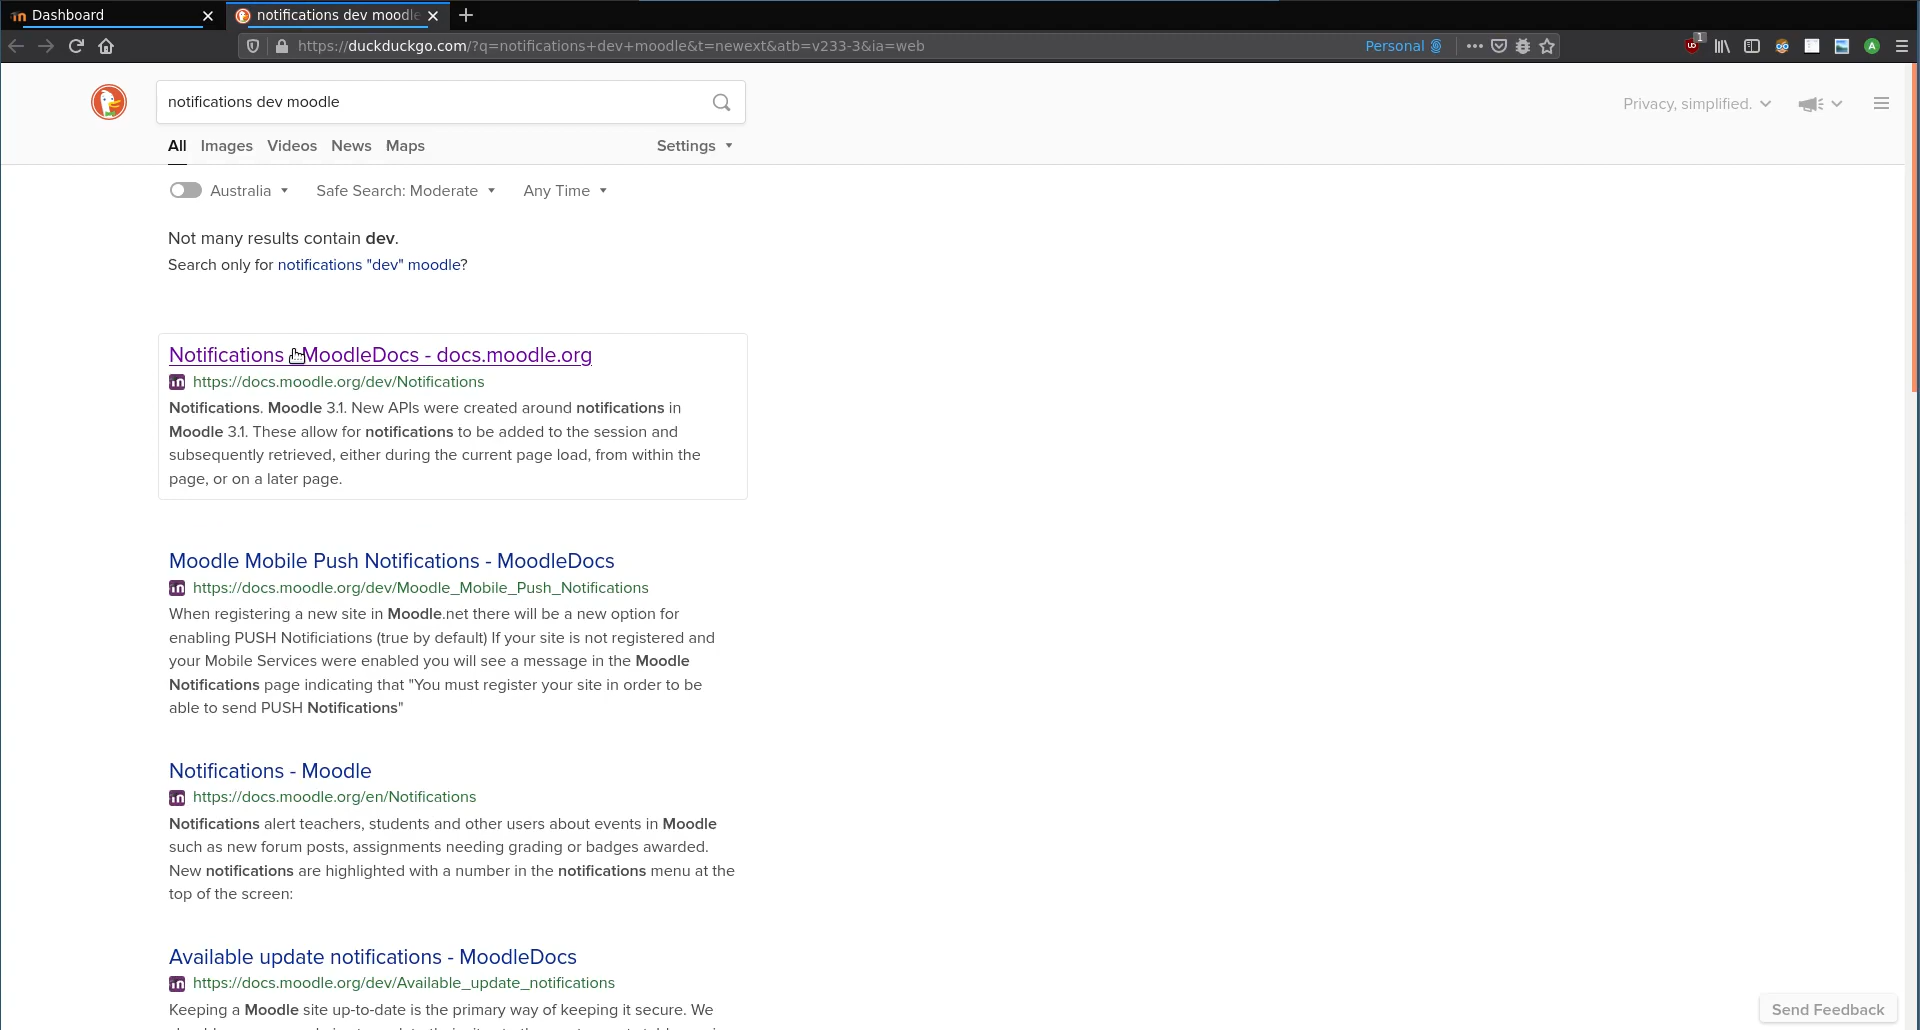 Dashboard
notifications dev moodle
https://duckduckgo.com/?q=notifications+dev+moodle&t=newext&atb=v233-3&ia=web
Personal
1
A
notifications dev moodle
Privacy, simplified.
All Images Videos News Maps
Settings
Australia
Safe Search: Moderate
Any Time
Not many results contain dev.
Search only for notifications "dev" moodle?
Notifications MoodleDocs - docs.moodle.org
https://docs.moodle.org/dev/Notifications
Notifications. Moodle 3.1. New APIs were created around notifications in
Moodle 3.1. These allow for notifications to be added to the session and
subsequently retrieved, either during the current page load, from within the
page, or on a later page.
Moodle Mobile Push Notifications - MoodleDocs
https://docs.moodle.org/dev/Moodle_Mobile_Push_Notifications
When registering a new site in Moodle.net there will be a new option for
enabling PUSH Notificiations (true by default) If your site is not registered and
your Mobile Services were enabled you will see a message in the Moodle
Notifications page indicating that "You must register your site in order to be
able to send PUSH Notifications"
Notifications - Moodle
https://docs.moodle.org/en/Notifications
Notifications alert teachers, students and other users about events in Moodle
such as new forum posts, assignments needing grading or badges awarded.
New notifications are highlighted with a number in the notifications menu at the
top of the screen:
Available update notifications - MoodleDocs
https://docs.moodle.org/dev/Available_update_notifications
Keeping a Moodle site up-to-date is the primary way of keeping it secure. We
Send Feedback